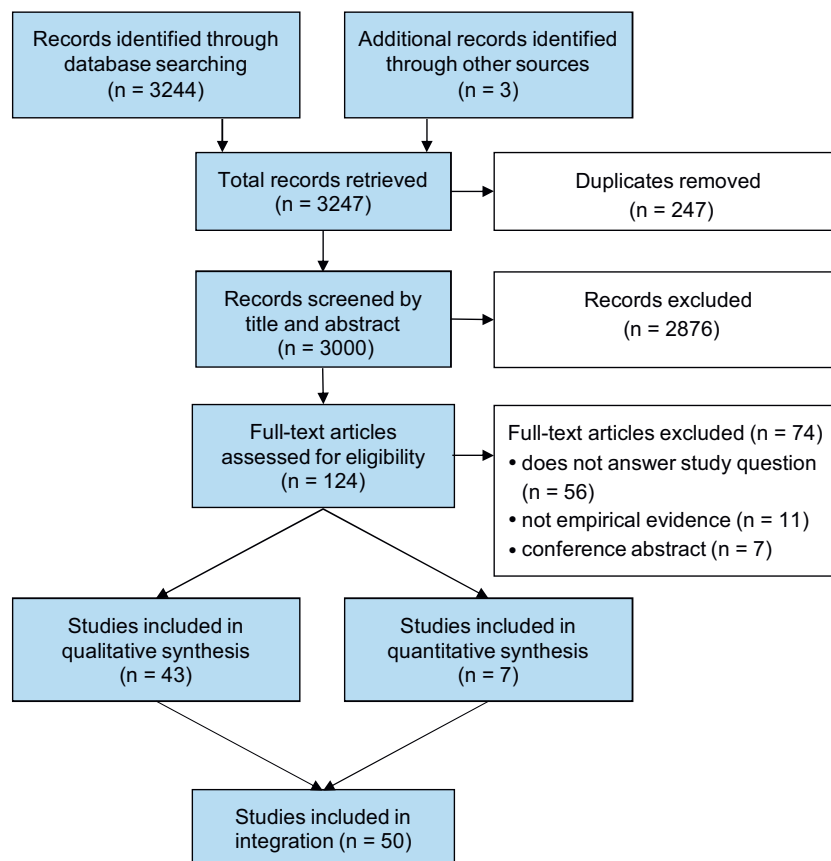 Records identified through
database searching
(n = 3244)
Additional records identified
through other sources
(n = 3)
Total records retrieved
(n = 3247)
Duplicates removed
(n = 247)
Records screened by
title and abstract
(n = 3000)
Records excluded
(n = 2876)
Full-text articles
assessed for eligibility
(n = 124)
Full-text articles excluded (n = 74)
• does not answer study question
(n = 56)
• not empirical evidence (n = 11)
• conference abstract (n = 7)
Studies included in
qualitative synthesis
(n = 43)
Studies included in
quantitative synthesis
(n = 7)
Studies included in
integration (n = 50)